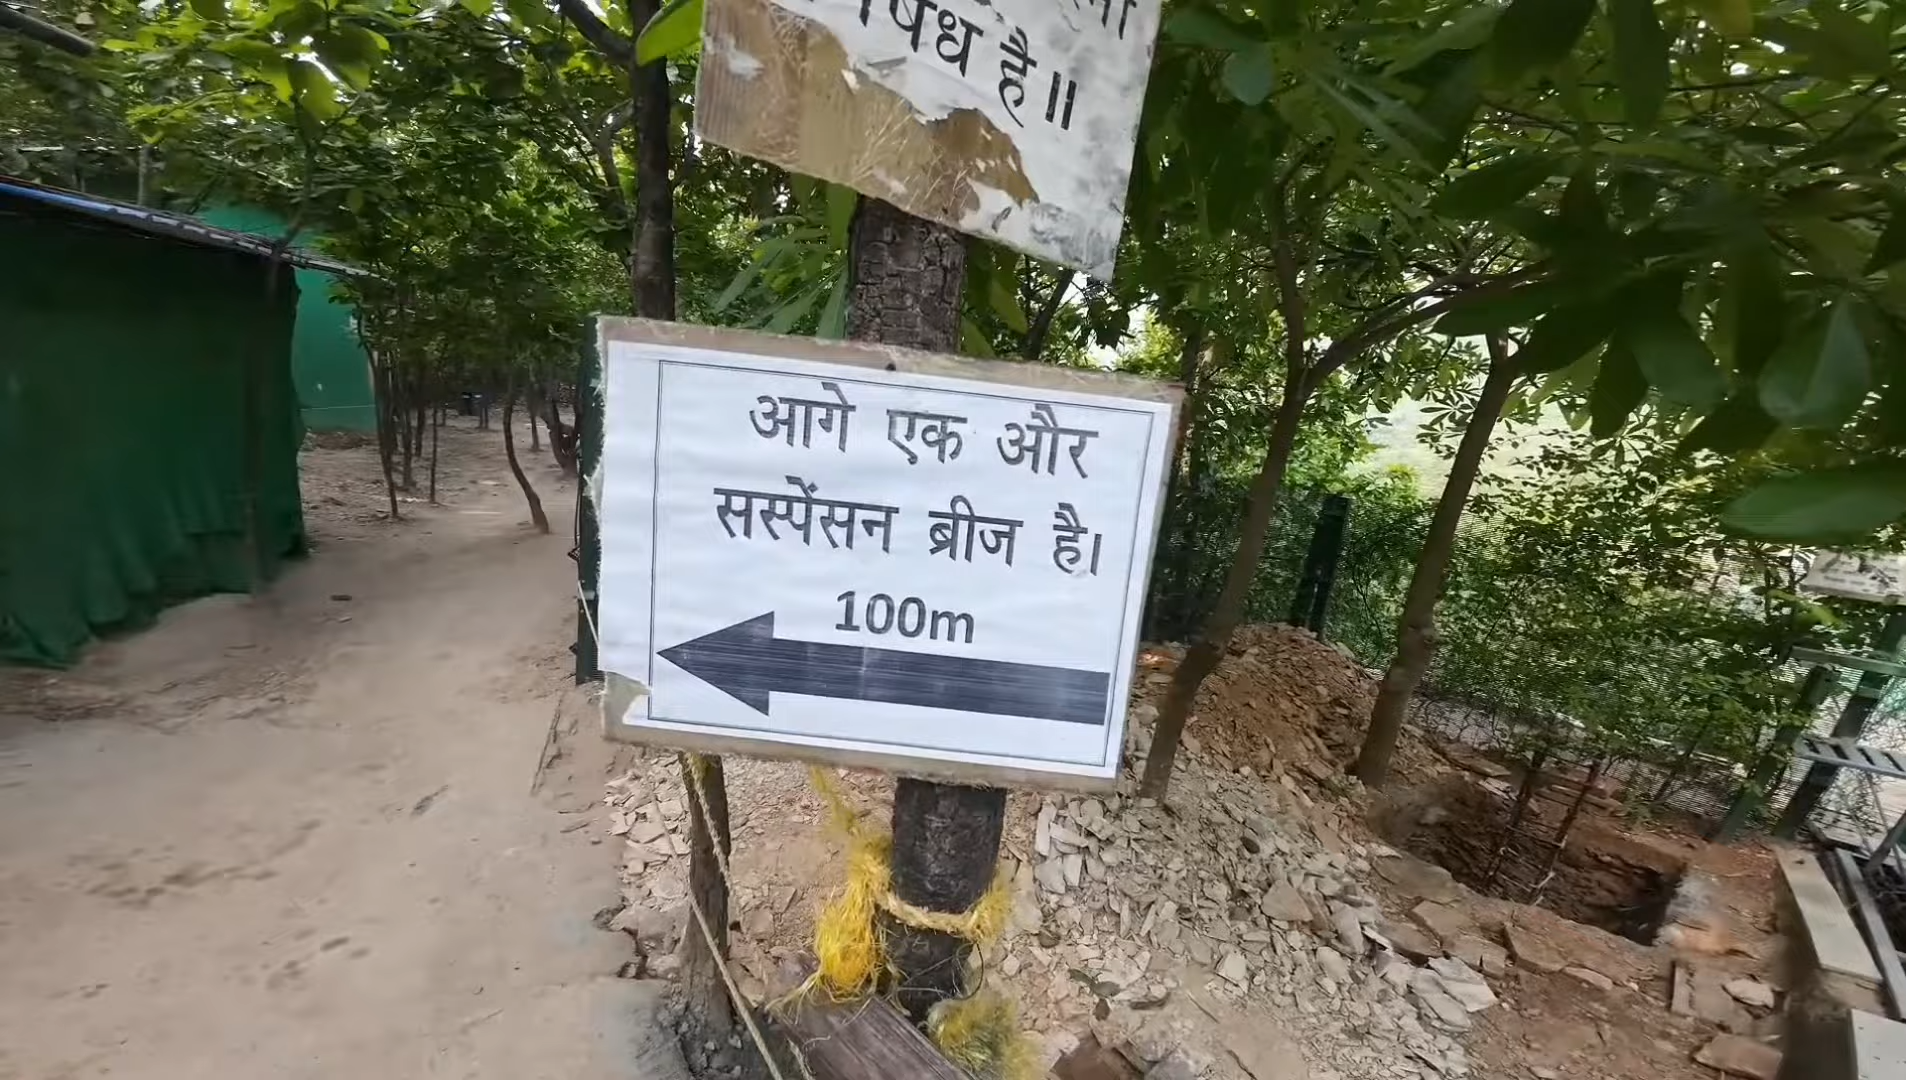 है॥
आगे एक और
सस्पेंसन ब्रीज है।
100m